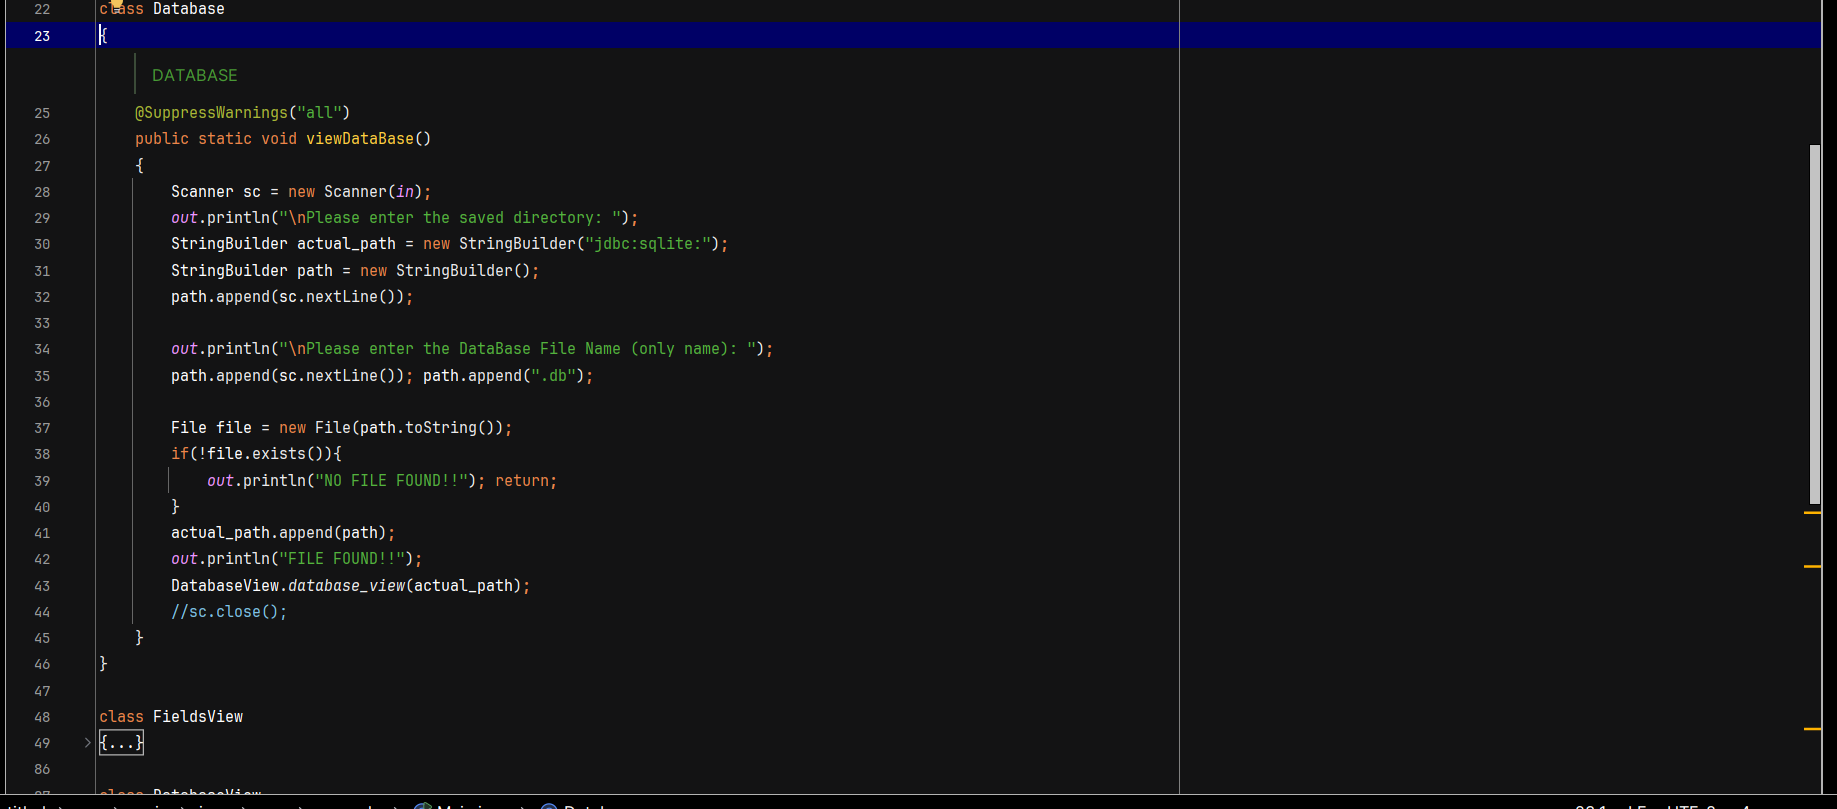 22 class Database
23 {
DATABASE
25 @SuppressWarnings("all")
26 public static void viewDataBase()
27 {
28 Scanner sc = new Scanner(in);
29 out.println("\nPlease enter the saved directory: ");
30 StringBuilder actual_path = new StringBuilder("jdbc:sqlite:");
31 StringBuilder path = new StringBuilder();
32 path.append(sc.nextLine());
33
34 out.println("\nPlease enter the DataBase File Name (only name): ");
35 path.append(sc.nextLine()); path.append(".db");
36
37 File file = new File(path.toString());
38 if(!file.exists()){
39 out.println("NO FILE FOUND!!"); return;
40 }
41 actual_path.append(path);
42 out.println("FILE FOUND!!");
43 DatabaseView.database_view(actual_path);
44 //sc.close();
45 }
46 }
47
48 class FieldsView
49 {...}
86
class DatabaseView